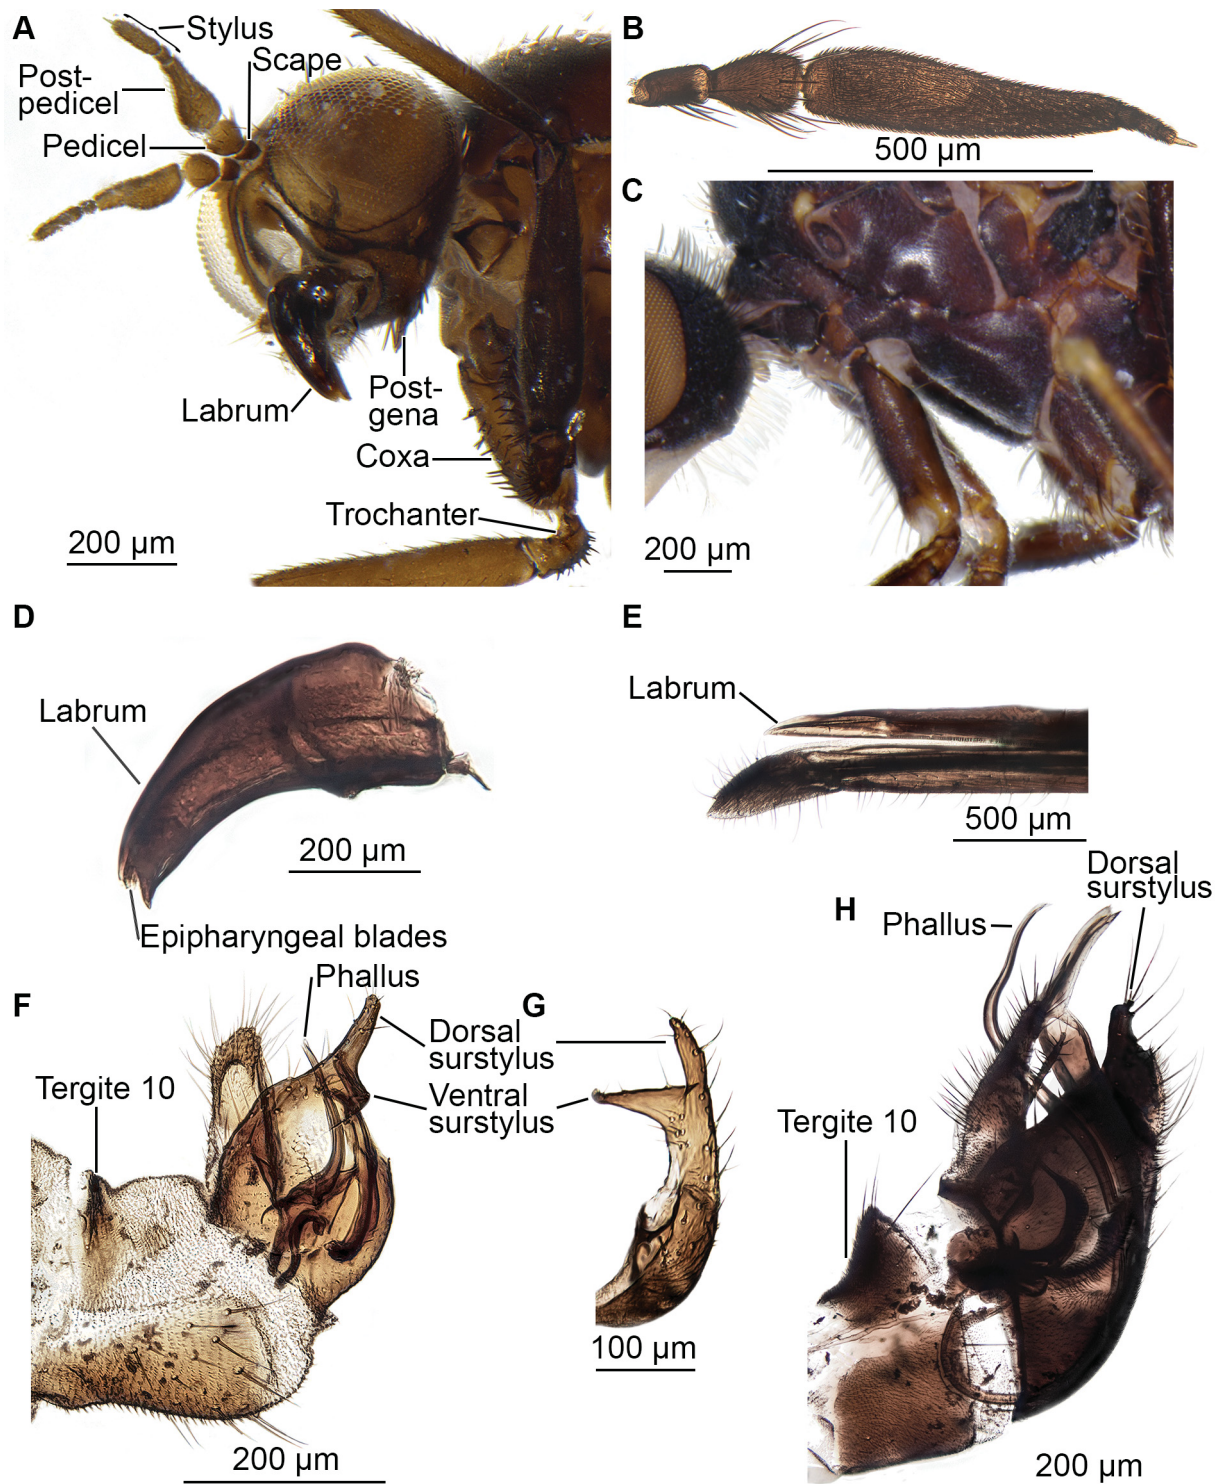 A
Stylus
Scape
Post-
pedicel
Pedicel
Labrum
Post-
gena
Coxa
Trochanter
200 µm
B
500 µm
C
200 µm
D
Labrum
200 µm
Epipharyngeal blades
E
Labrum
500 µm
F
Phallus
Dorsal
surstylus
Ventral
surstylus
Tergite 10
200 µm
G
100 µm
H
Phallus
Dorsal
surstylus
Tergite 10
200 µm